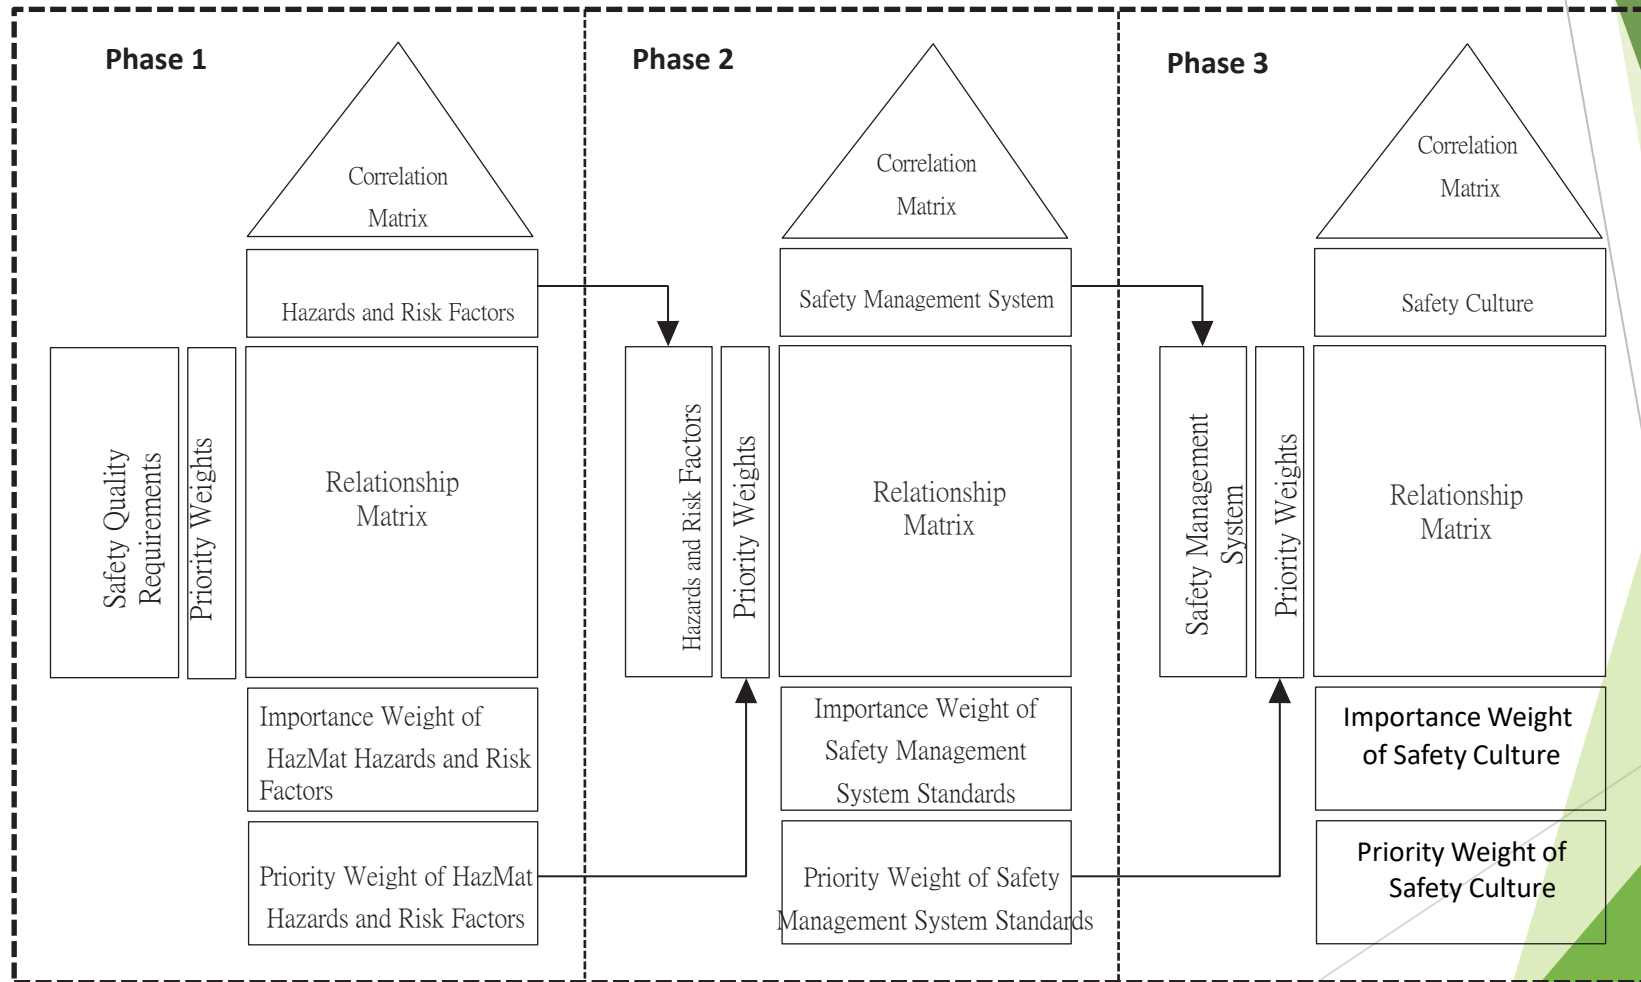 Phase 1
Correlation
Matrix
Hazards and Risk Factors
Safety Quality
Requirements
Priority Weights
Relationship
Matrix
Importance Weight of
HazMat Hazards and Risk
Factors
Priority Weight of HazMat
Hazards and Risk Factors
Phase 2
Correlation
Matrix
Safety Management System
Hazards and Risk Factors
Priority Weights
Relationship
Matrix
Importance Weight of
Safety Management
System Standards
Priority Weight of Safety
Management System Standards
Phase 3
Correlation
Matrix
Safety Culture
Safety Management
System
Priority Weights
Relationship
Matrix
Importance Weight
of Safety Culture
Priority Weight of
Safety Culture